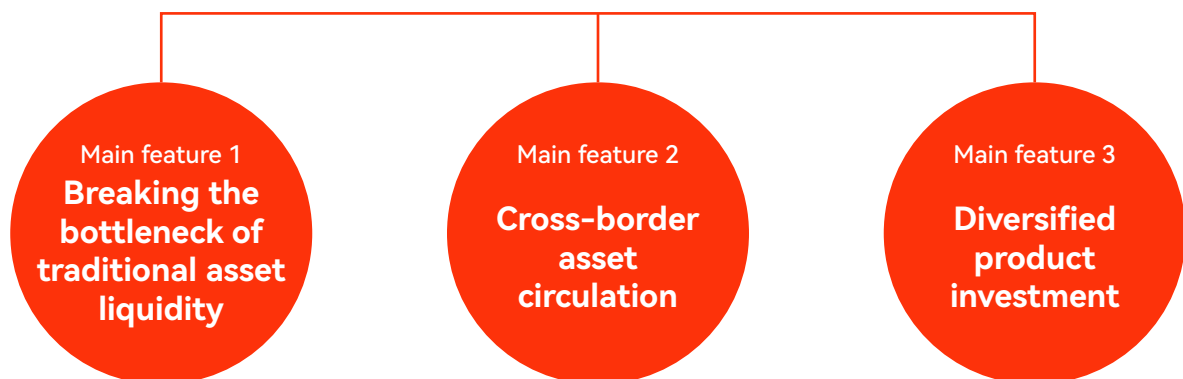 Main feature 1
Breaking the
bottleneck of
traditional asset
liquidity
Main feature 2
Cross-border
asset
circulation
Main feature 3
Diversified
product
investment